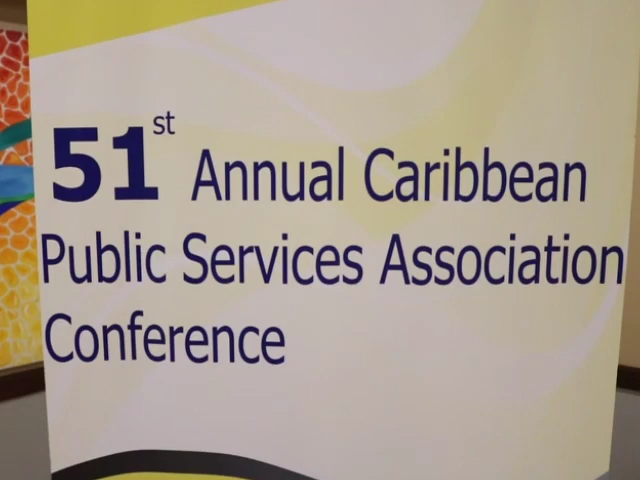 51st Annual Caribbean
Public Services Association
Conference